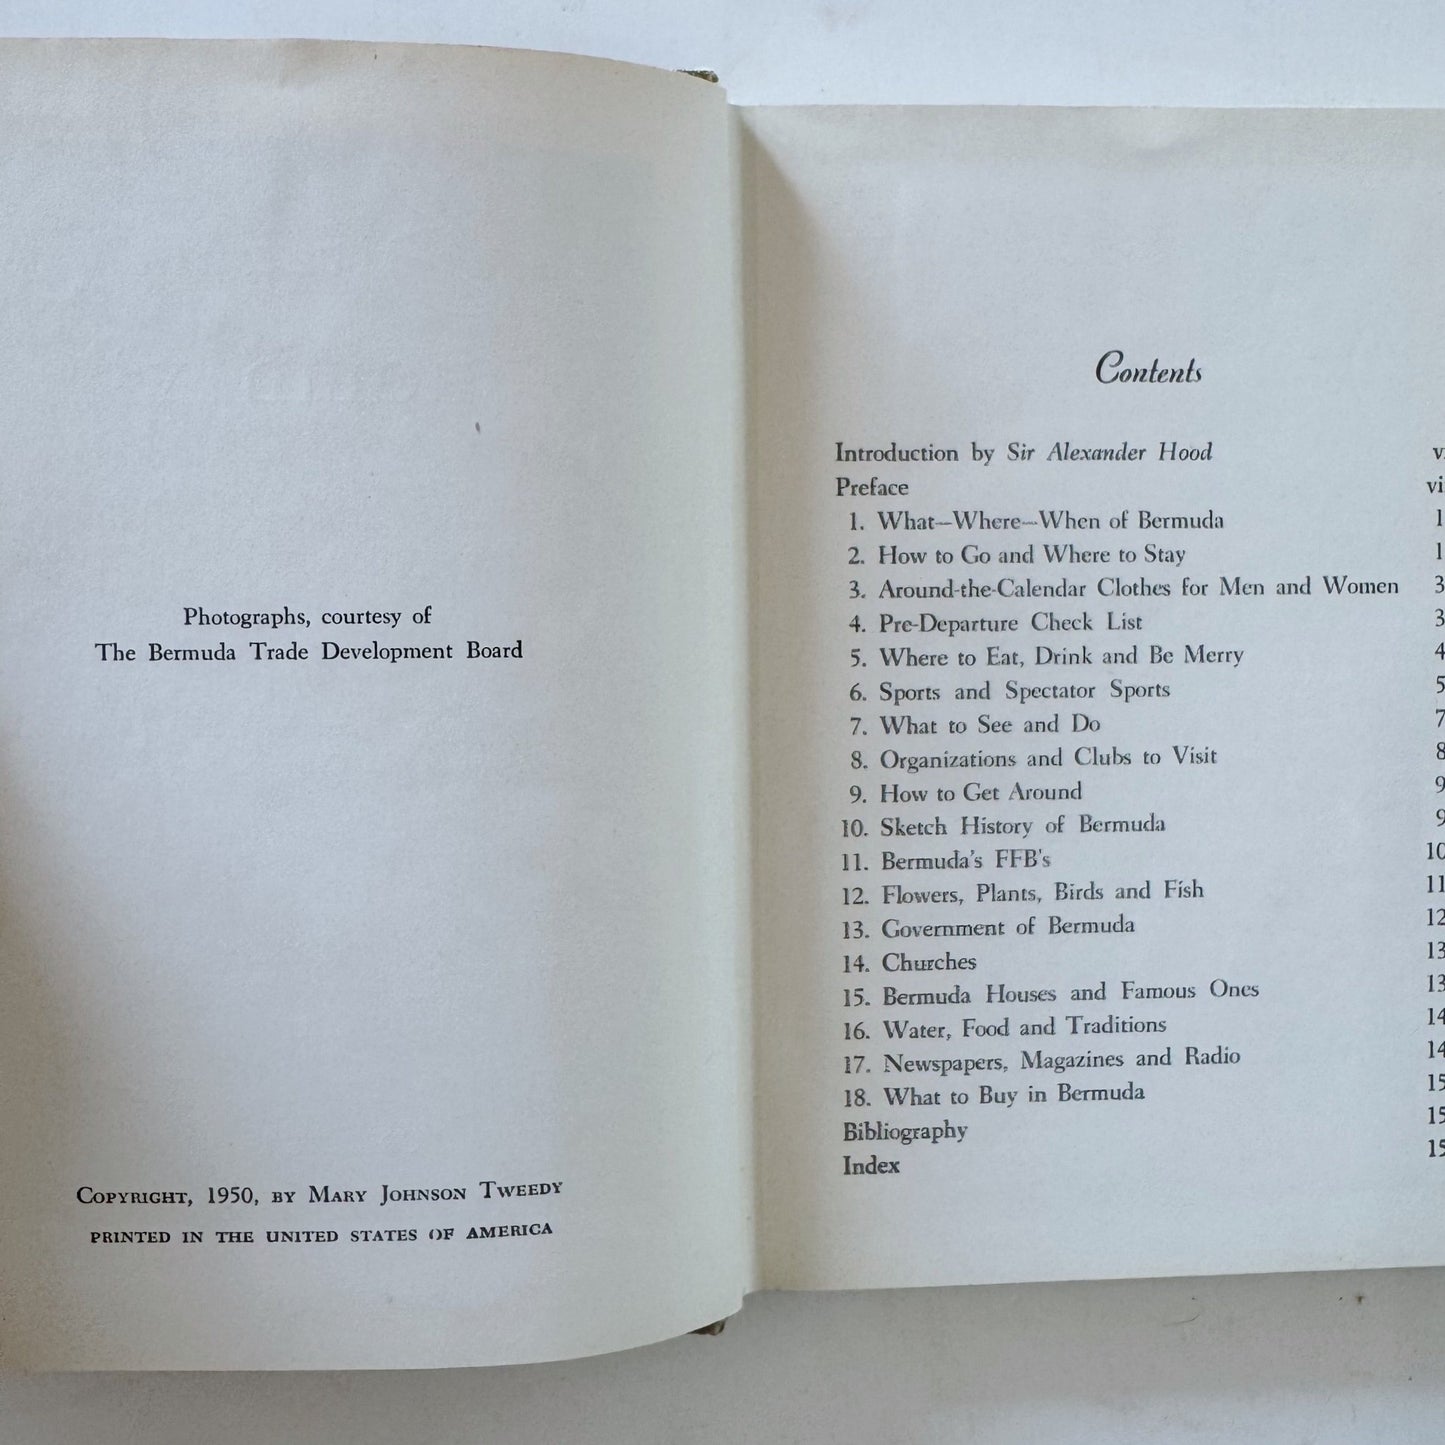 Photographs, courtesy of
The Bermuda Trade Development Board
COPYRIGHT, 1950, BY MARY JOHNSON TWEEDY
PRINTED IN THE UNITED STATES OF AMERICA
Contents
Introduction by Sir Alexander Hood
Preface
1. What—Where—When of Bermuda
2. How to Go and Where to Stay
3. Around-the-Calendar Clothes for Men and Women
4. Pre-Departure Check List
5. Where to Eat, Drink and Be Merry
6. Sports and Spectator Sports
7. What to See and Do
8. Organizations and Clubs to Visit
9. How to Get Around
10. Sketch History of Bermuda
11. Bermuda's FFB's
12. Flowers, Plants, Birds and Fish
13. Government of Bermuda
14. Churches
15. Bermuda Houses and Famous Ones
16. Water, Food and Traditions
17. Newspapers, Magazines and Radio
18. What to Buy in Bermuda
Bibliography
Index